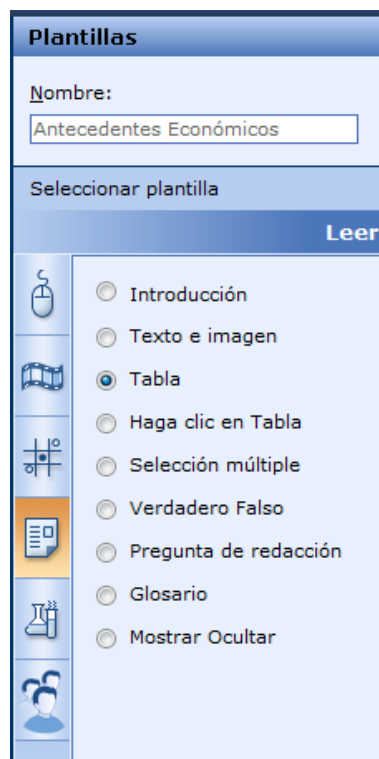 Plantillas
Nombre:
Antecedentes Económicos
Seleccionar plantilla
Leer
Introducción
Texto e imagen
Tabla
Haga clic en Tabla
Selección múltiple
Verdadero Falso
Pregunta de redacción
Glosario
Mostrar Ocultar